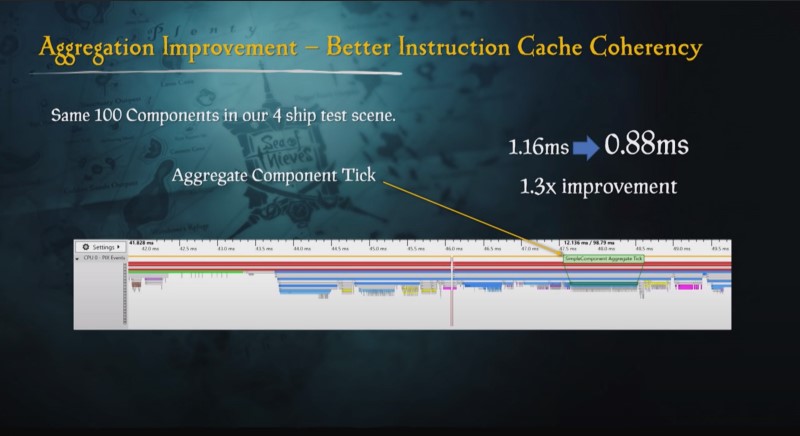 Aggregation Improvement – Better Instruction Cache Coherency
Same 100 Components in our 4 ship test scene.
1.16ms 0.88ms
Aggregate Component Tick
1.3x improvement
Sea of Thieves
Settings
41.828 ms
12.136 ms / 98.79 ms
42.0 ms 42.5 ms 43.0 ms 43.5 ms 44.0 ms 44.5 ms 45.0 ms 45.5 ms 46.0 ms 46.5 ms 47.0 ms 47.5 ms 48.0 ms 48.5 ms 49.0 ms 49.5 ms
CPU 0 - PIX Events
SimpleComponent Aggregate Tick